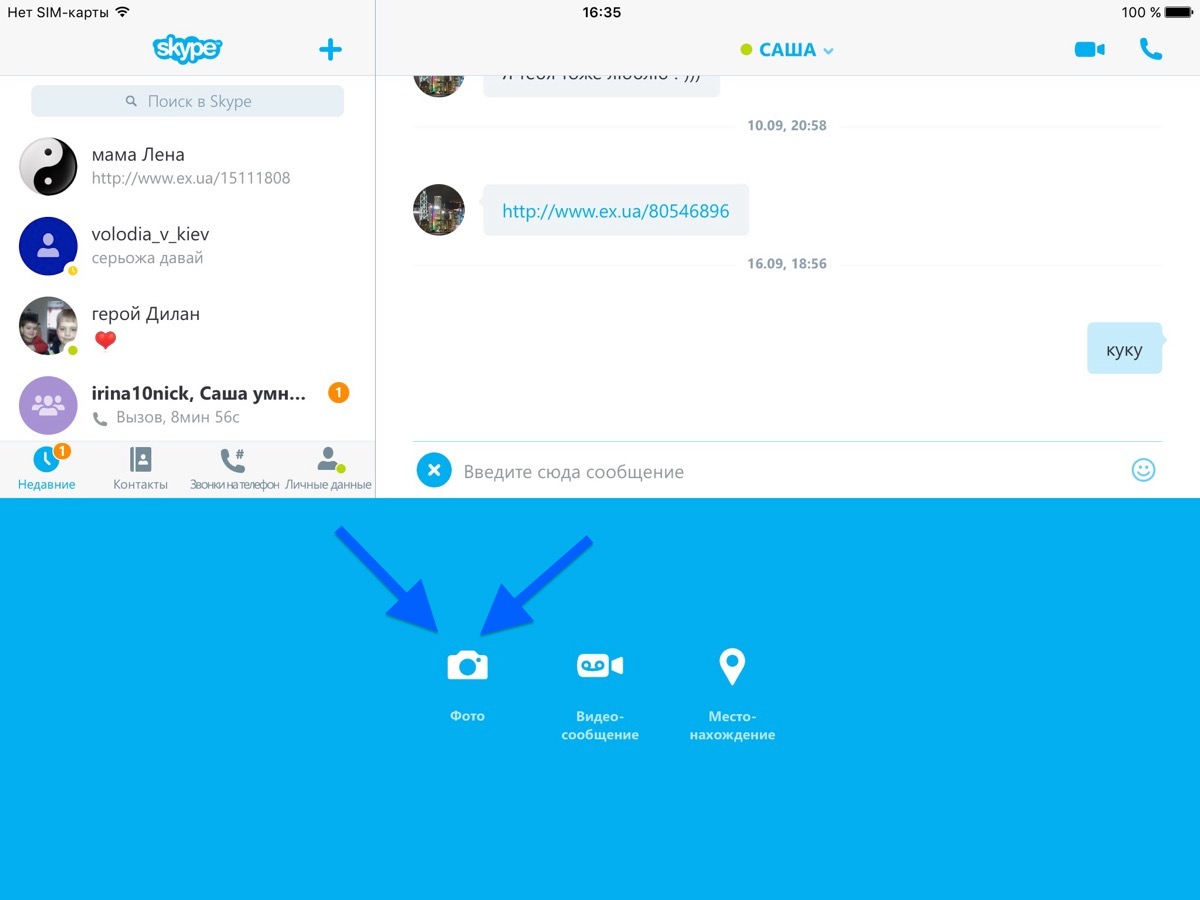 Нет SIM-карты
16:35
100 %
skype
Поиск в Skype
мама Лена
http://www.ex.ua/15111808
volodia_v_kiev
серьожа давай
герой Дилан
irina10nick, Саша умн...
1
Вызов, 8мин 56с
1
Недавние
Контакты
#
Звонки на телефон
Личные данные
САША
Я тебя тоже люблю
10.09, 20:58
http://www.ex.ua/80546896
16.09, 18:56
куку
Введите сюда сообщение
Фото
Видео-
сообщение
Место-
нахождение